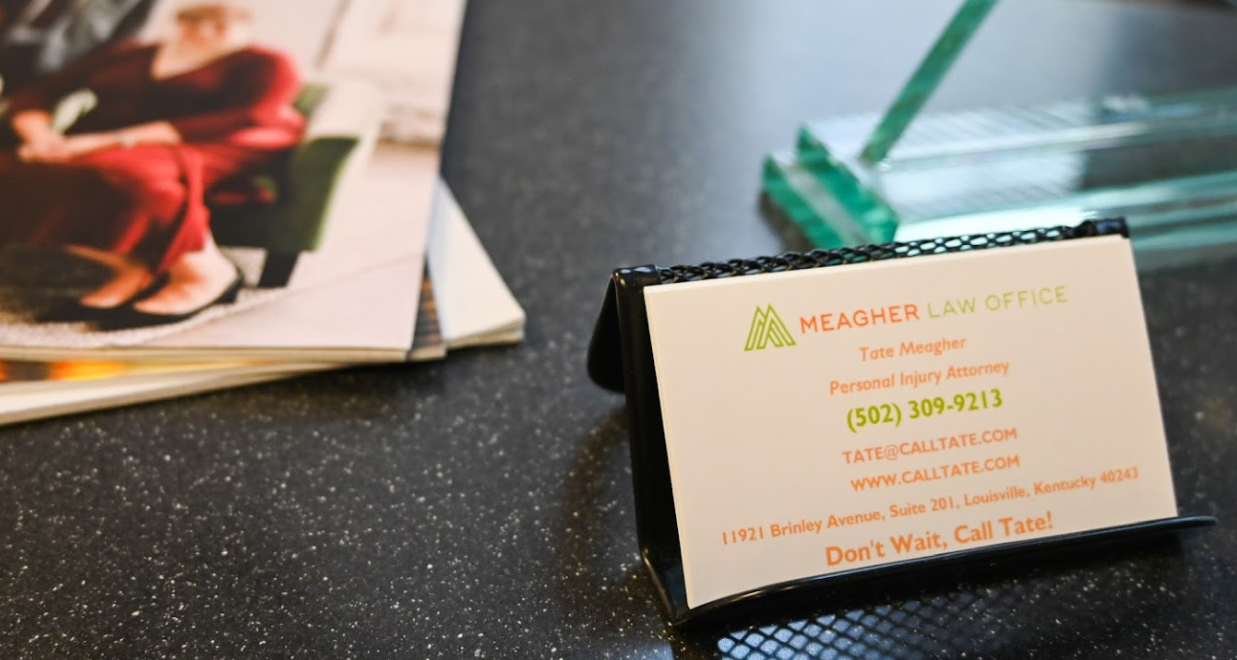 MEAGHER LAW OFFICE
Tate Meagher
Personal Injury Attorney
(502) 309-9213
TATE@CALLTATE.COM
WWW.CALLTATE.COM
11921 Brinley Avenue, Suite 201, Louisville, Kentucky 40243
Don't Wait, Call Tate!